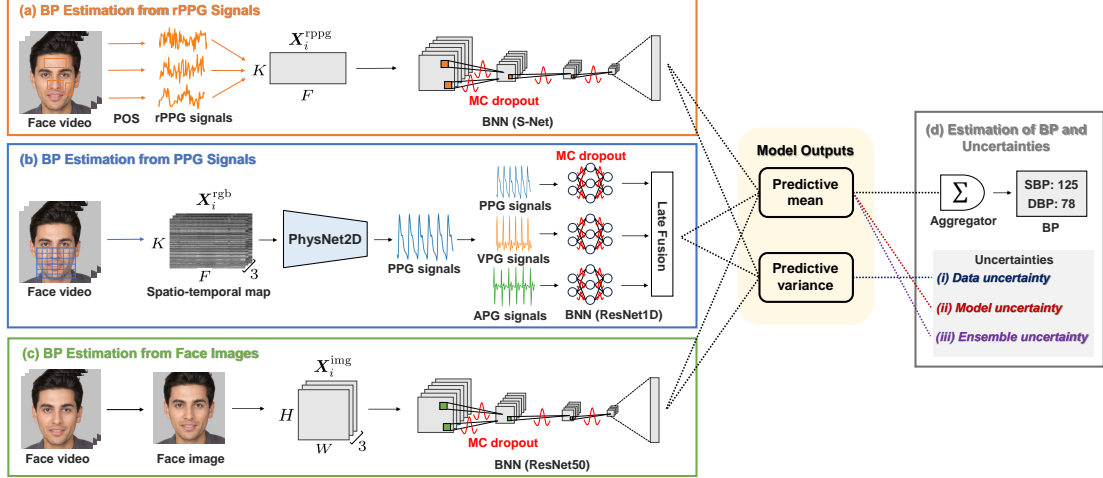 (a) BP Estimation from rPPG Signals
Face video
POS
rPPG signals
X_i^rppg
K
F
MC dropout
BNN (S-Net)
(b) BP Estimation from PPG Signals
Face video
X_i^rgb
K
F
3
Spatio-temporal map
PhysNet2D
PPG signals
PPG signals
VPG signals
APG signals
MC dropout
BNN (ResNet1D)
Late Fusion
(c) BP Estimation from Face Images
Face video
Face image
X_i^img
H
W
3
MC dropout
BNN (ResNet50)
Model Outputs
Predictive
mean
Predictive
variance
(d) Estimation of BP and
Uncertainties
Σ
Aggregator
SBP: 125
DBP: 78
BP
Uncertainties
(i) Data uncertainty
(ii) Model uncertainty
(iii) Ensemble uncertainty